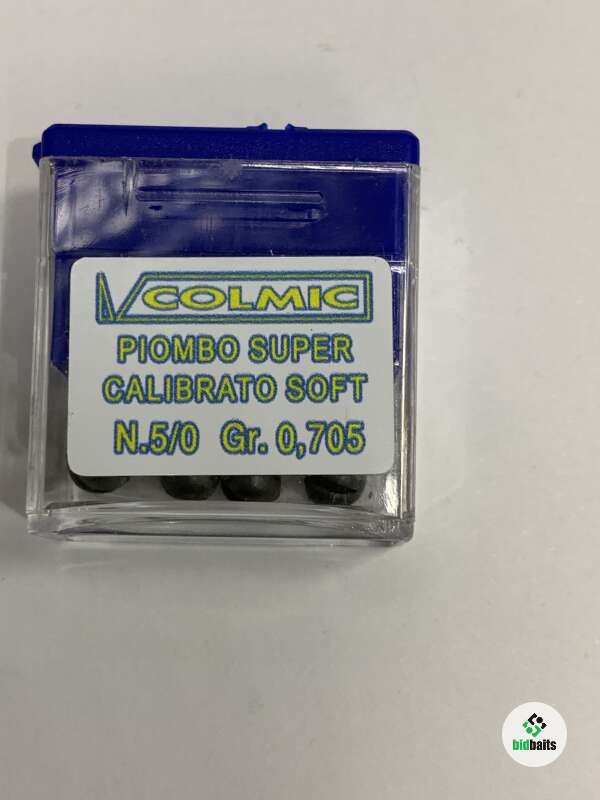 COLMIC
PIOMBO SUPER
CALIBRATO SOFT
N.5/0 Gr. 0,705
bidbaits